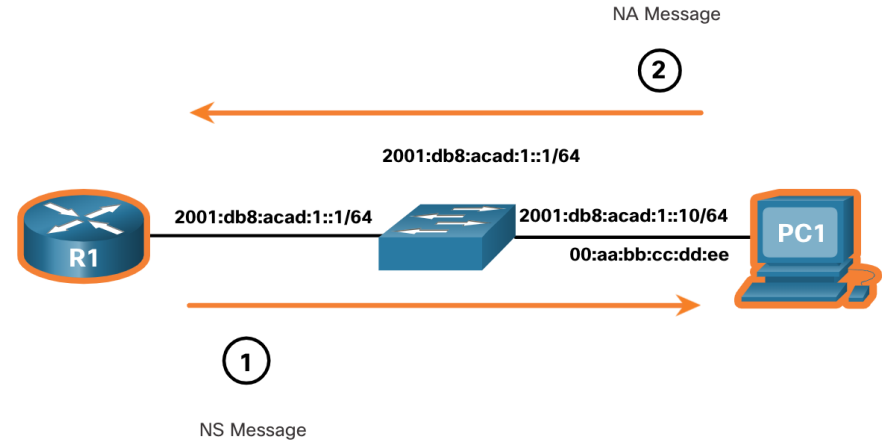 NA Message
2
2001:db8:acad:1::1/64
2001:db8:acad:1::1/64
2001:db8:acad:1::10/64
R1
PC1
00:aa:bb:cc:dd:ee
1
NS Message